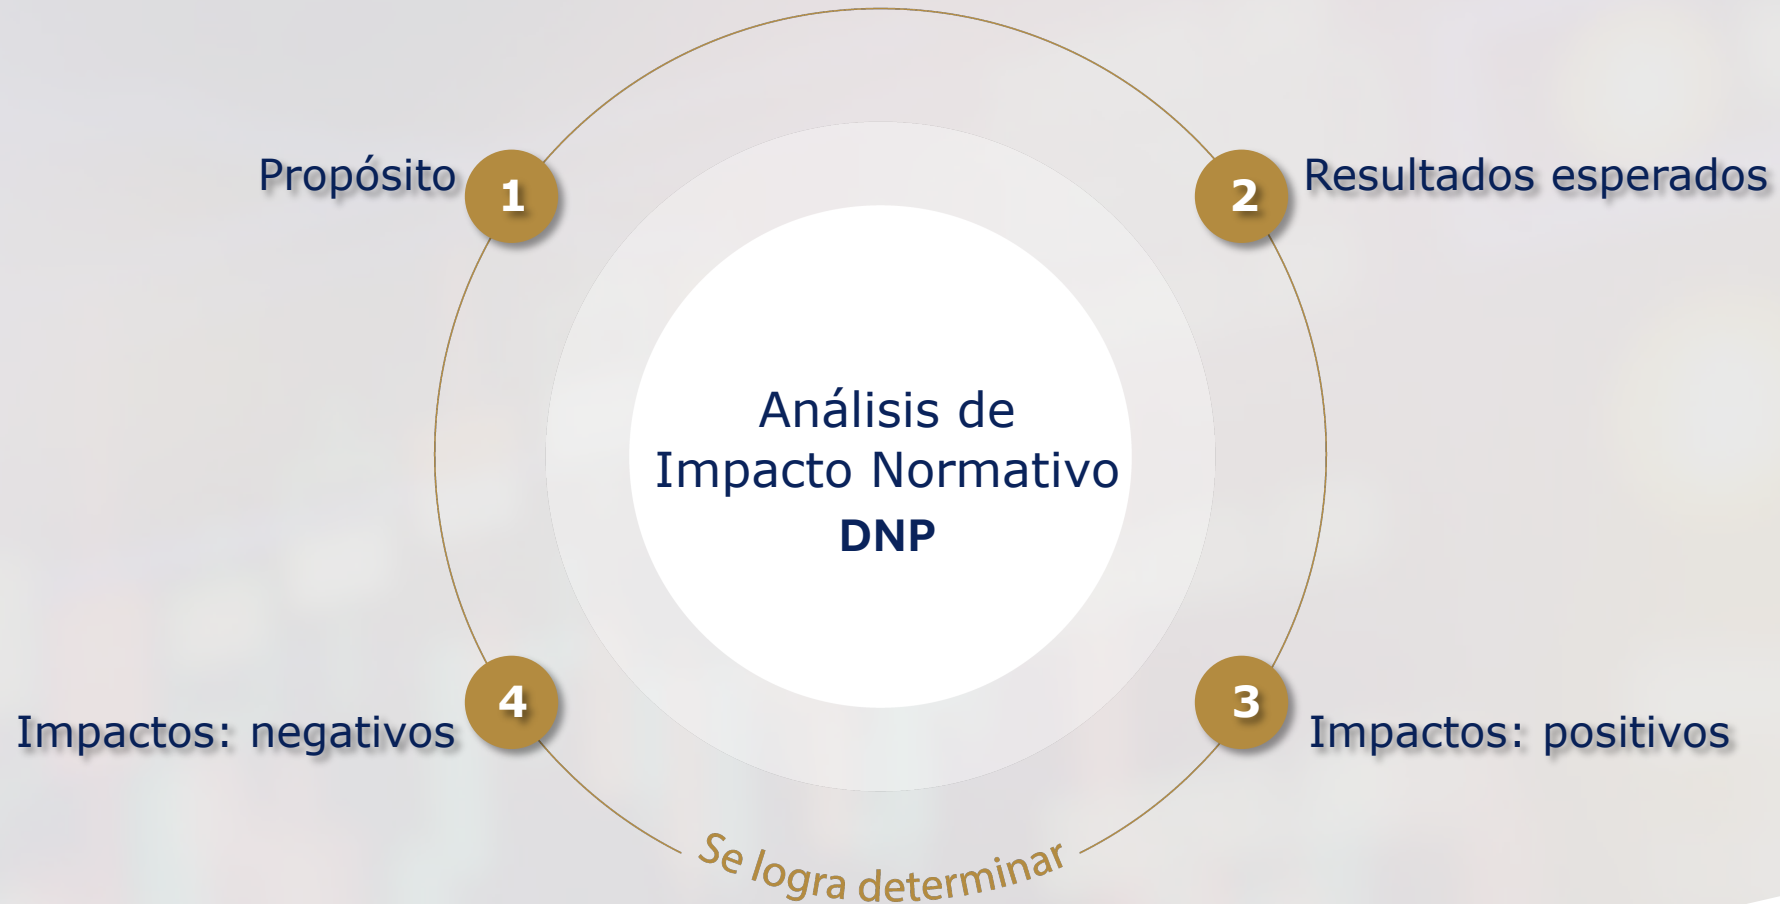 Propósito
1
2
Resultados esperados
Análisis de
Impacto Normativo
DNP
4
Impactos: negativos
3
Impactos: positivos
Se logra determinar